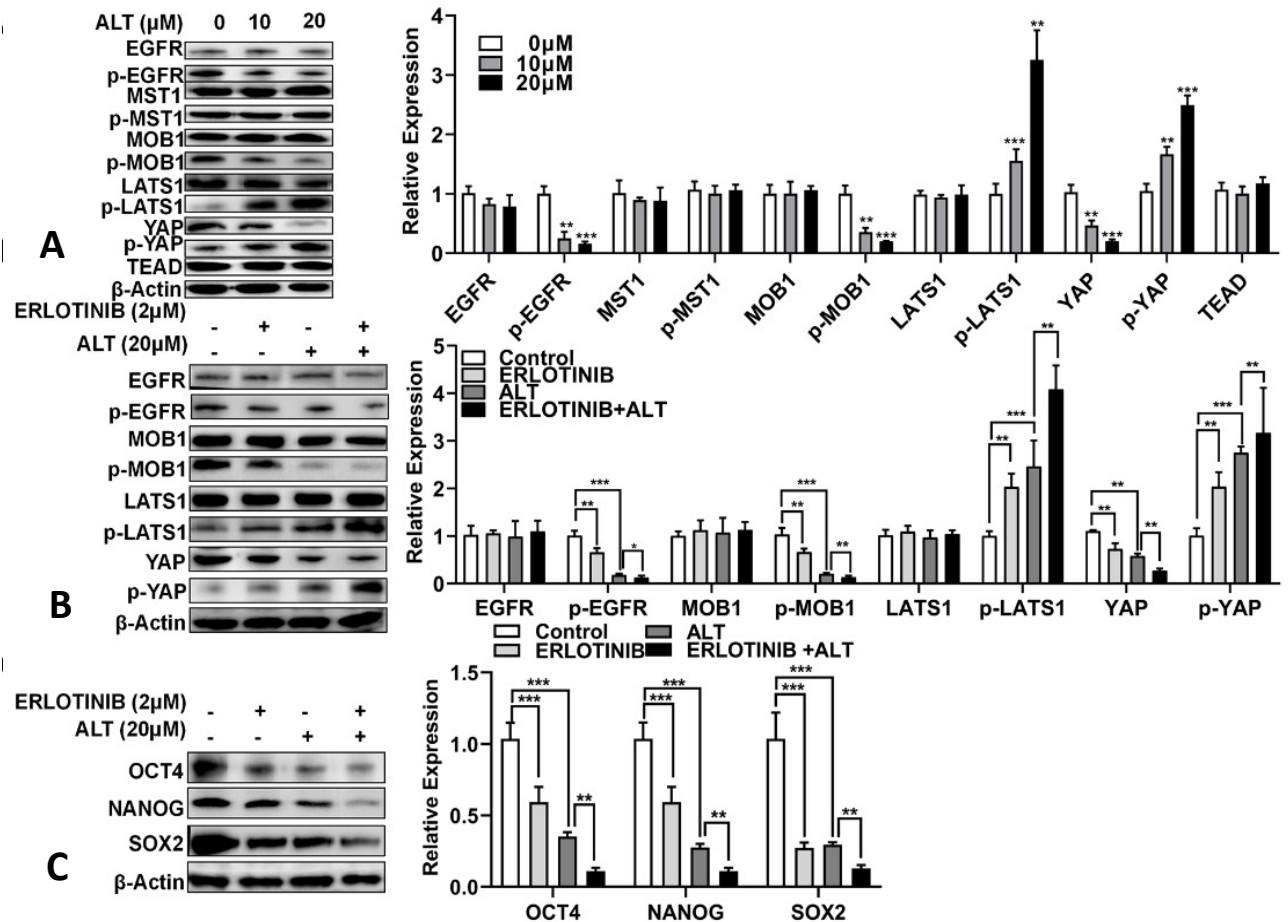 ALT (µM) 0 10 20
EGFR
p-EGFR
MST1
p-MST1
MOB1
p-MOB1
LATS1
p-LATS1
YAP
p-YAP
TEAD
β-Actin
A
Relative Expression
4
3
2
1
0
0µM
10µM
20µM
** *** ** *** *** ** ** *** ** ***
EGFR p-EGFR MST1 p-MST1 MOB1 p-MOB1 LATS1 p-LATS1 YAP p-YAP TEAD
ERLOTINIB (2µM) - + - +
ALT (20µM) - - + +
EGFR
p-EGFR
MOB1
p-MOB1
LATS1
p-LATS1
YAP
p-YAP
β-Actin
B
Relative Expression
5
4
3
2
1
0
Control
ERLOTINIB
ALT
ERLOTINIB+ALT
*** ** * *** ** ** ** *** ** ** ** ** ** *** **
EGFR p-EGFR MOB1 p-MOB1 LATS1 p-LATS1 YAP p-YAP
ERLOTINIB (2µM) - + - +
ALT (20µM) - - + +
OCT4
NANOG
SOX2
β-Actin
C
Control ALT
ERLOTINIB ERLOTINIB +ALT
Relative Expression
1.5
1.0
0.5
0.0
*** *** ** *** *** ** *** *** **
OCT4 NANOG SOX2